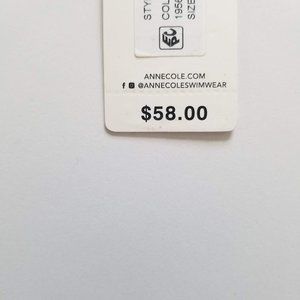 STY
COL
1956
SIZE
ANNECOLE.COM
@ANNECOLESWIMWEAR
$58.00